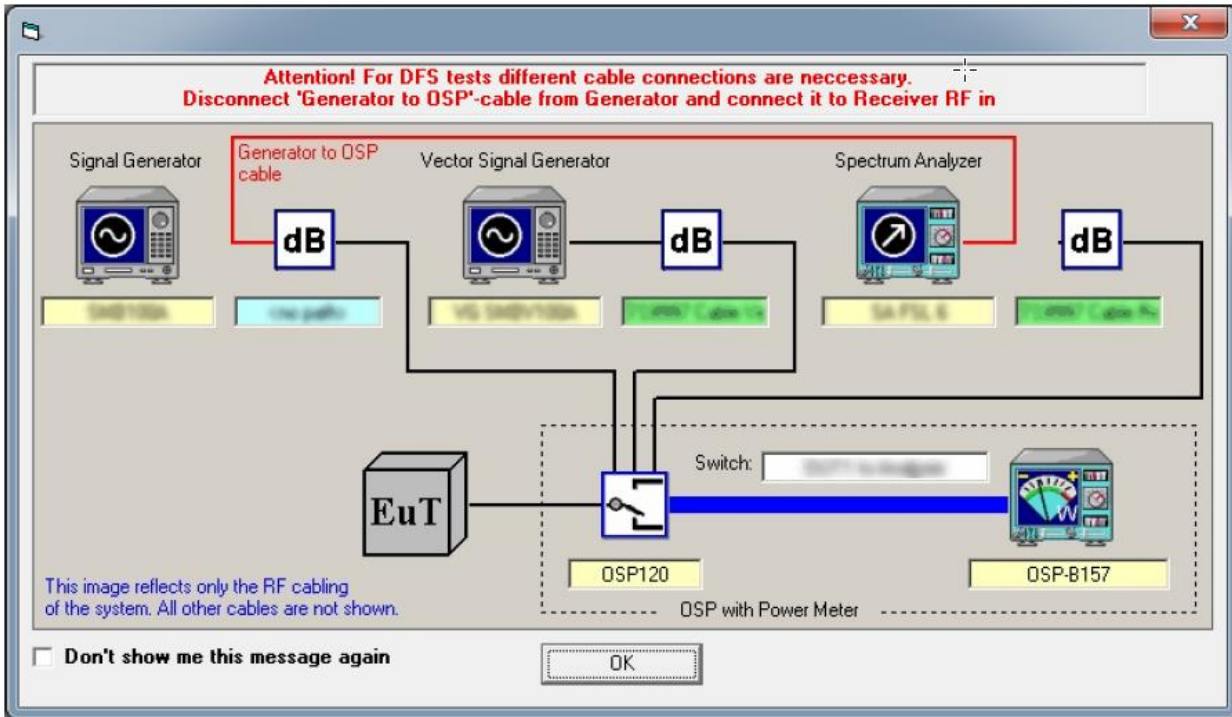 Attention! For DFS tests different cable connections are neccessary.
Disconnect 'Generator to OSP'-cable from Generator and connect it to Receiver RF in
Signal Generator
Generator to OSP
cable
Vector Signal Generator
Spectrum Analyzer
dB
dB
dB
EuT
Switch:
W
OSP120
OSP-B157
This image reflects only the RF cabling
of the system. All other cables are not shown.
OSP with Power Meter
Don't show me this message again
OK